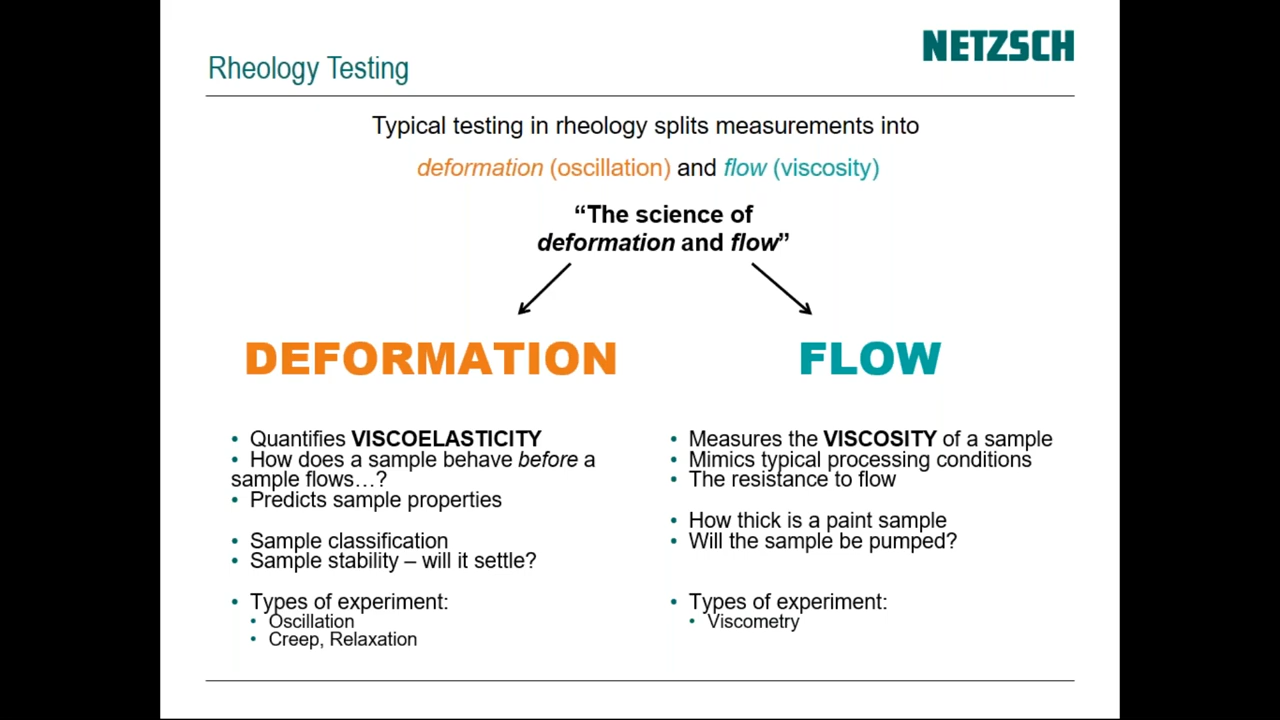 NETZSCH
Rheology Testing
Typical testing in rheology splits measurements into
deformation (oscillation) and flow (viscosity)
“The science of
deformation and flow”
DEFORMATION
• Quantifies VISCOELASTICITY
• How does a sample behave before a
sample flows…?
• Predicts sample properties
• Sample classification
• Sample stability – will it settle?
• Types of experiment:
• Oscillation
• Creep, Relaxation
FLOW
• Measures the VISCOSITY of a sample
• Mimics typical processing conditions
• The resistance to flow
• How thick is a paint sample
• Will the sample be pumped?
• Types of experiment:
• Viscometry